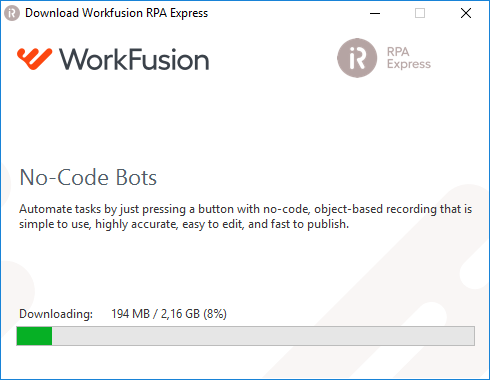 Download Workfusion RPA Express
WorkFusion
RPA
Express
No-Code Bots
Automate tasks by just pressing a button with no-code, object-based recording that is
simple to use, highly accurate, easy to edit, and fast to publish.
Downloading: 194 MB / 2,16 GB (8%)